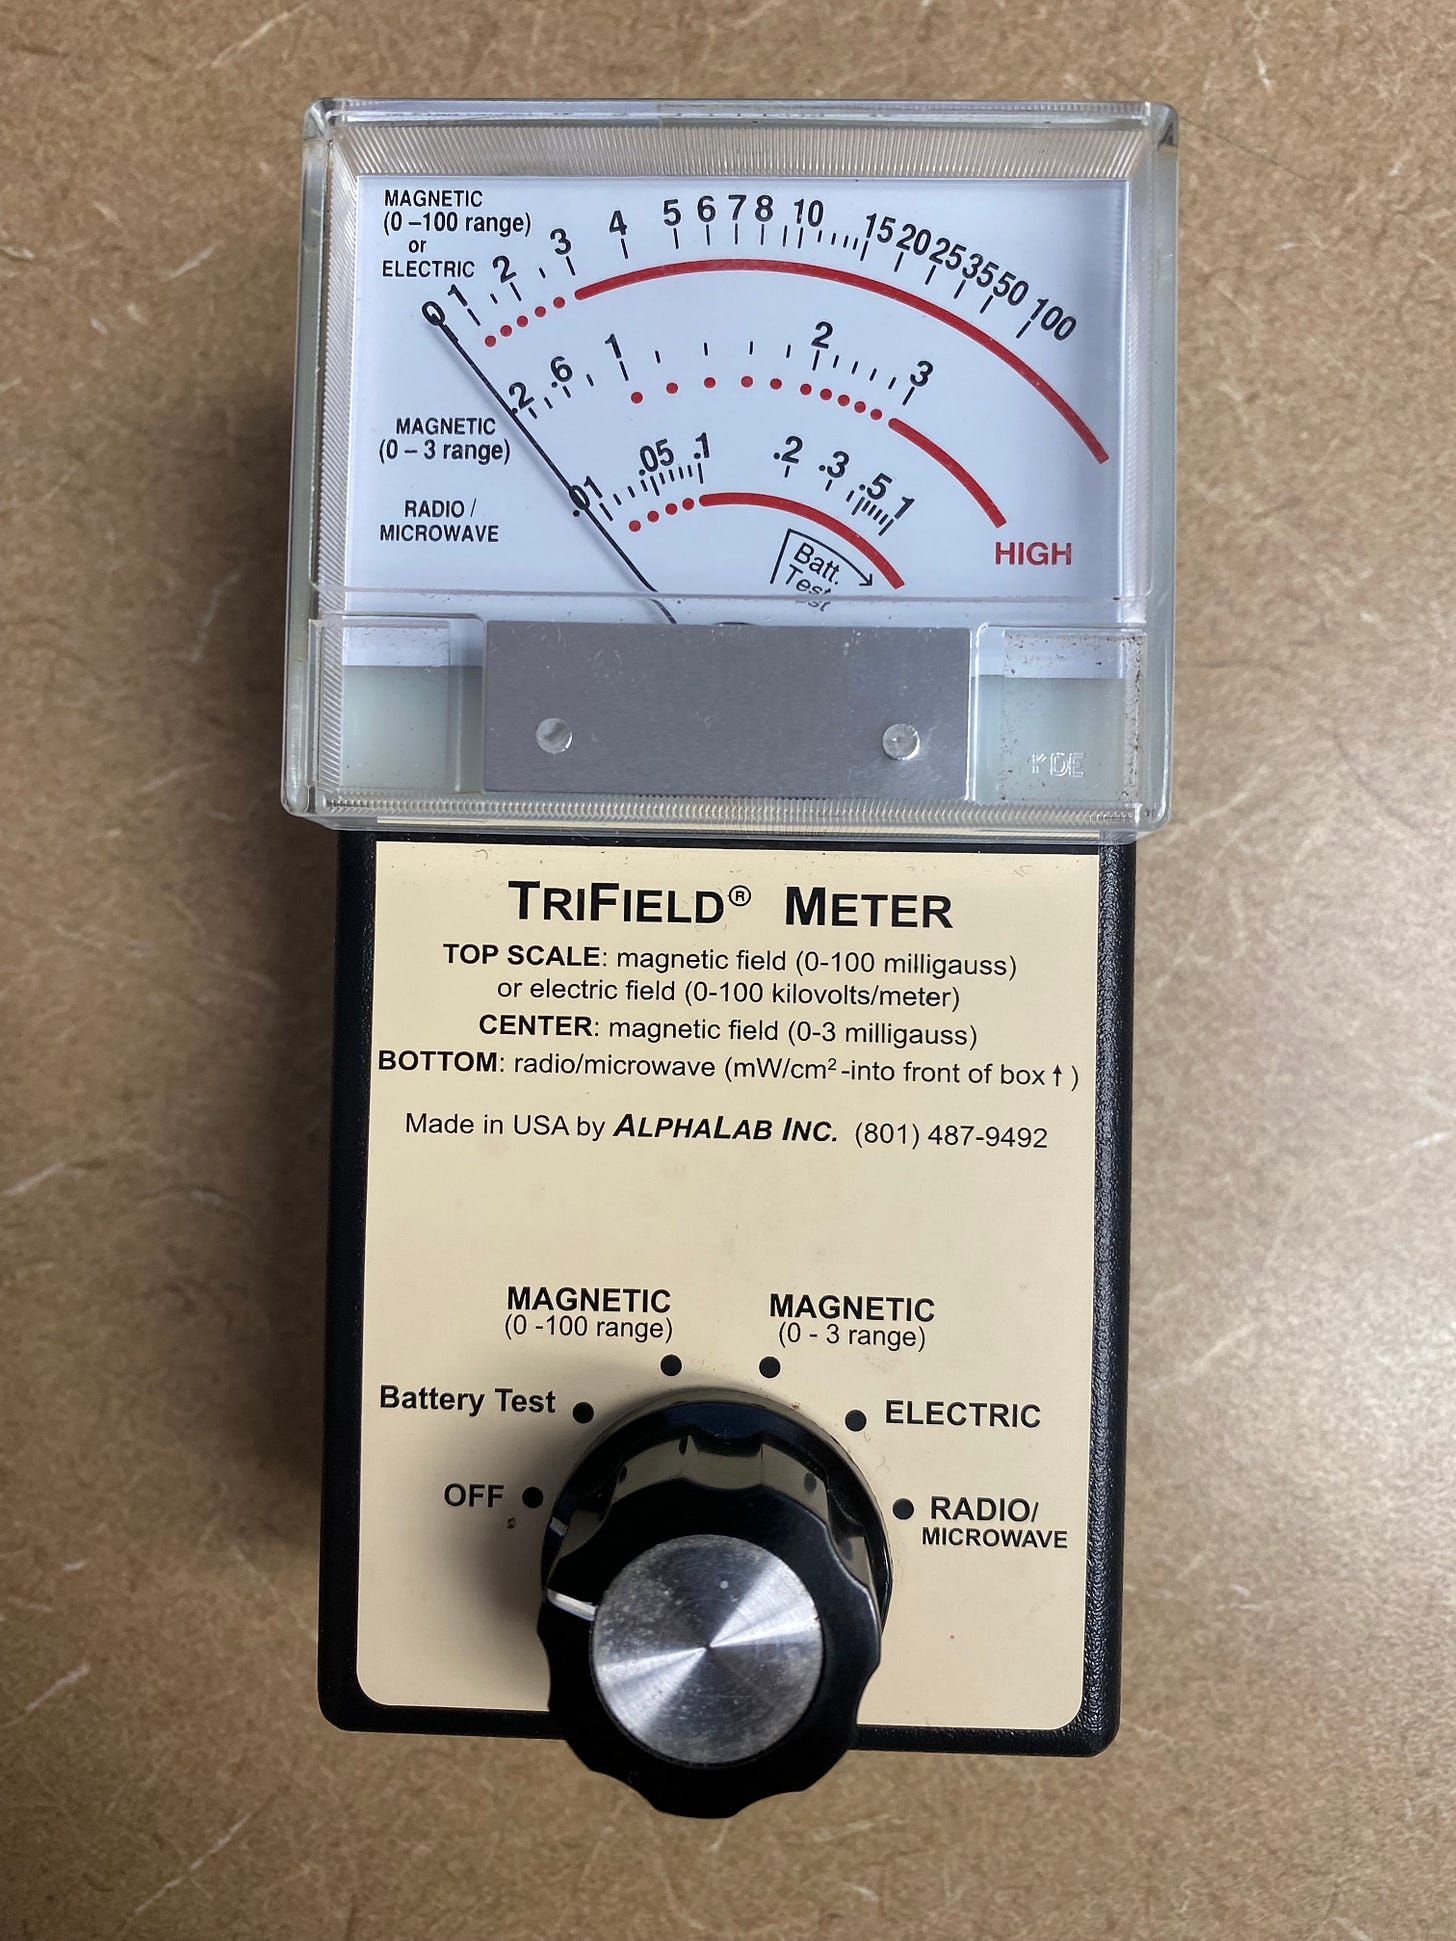 MAGNETIC
(0 –100 range)
or
ELECTRIC
0 1 2 3 4 5 6 7 8 10 15 20 25 35 50 100
.2 .6 1 2 3
MAGNETIC
(0 – 3 range)
.01 .05 .1 .2 .3 .5 1
RADIO /
MICROWAVE
HIGH
Batt.
Test
TRIFIELD® METER
TOP SCALE: magnetic field (0-100 milligauss)
or electric field (0-100 kilovolts/meter)
CENTER: magnetic field (0-3 milligauss)
BOTTOM: radio/microwave (mW/cm²-into front of box↑)
Made in USA by ALPHALAB INC. (801) 487-9492
MAGNETIC
(0 -100 range)
MAGNETIC
(0 - 3 range)
Battery Test
ELECTRIC
OFF
RADIO/
MICROWAVE